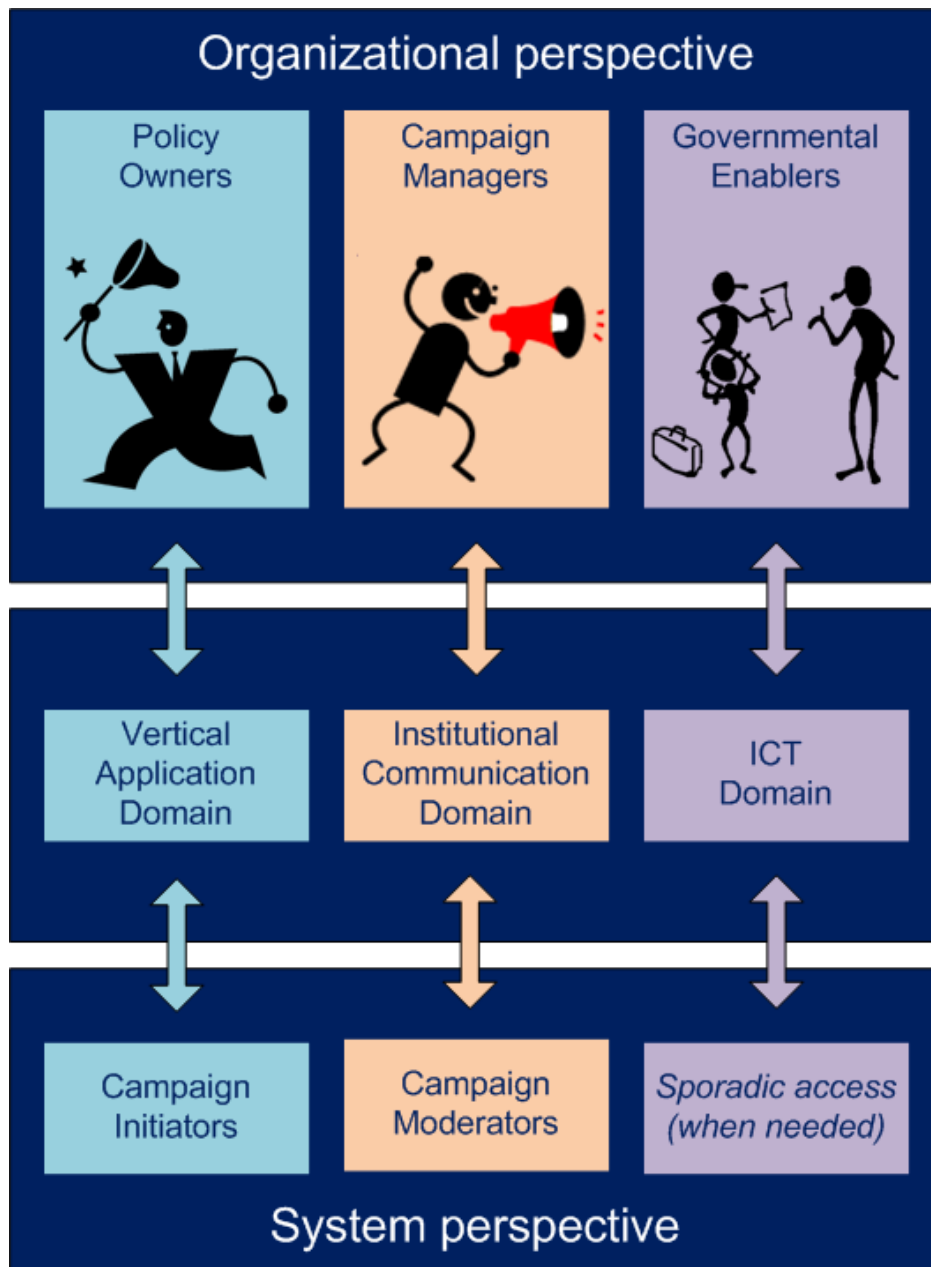 Organizational perspective
Policy
Owners
Campaign
Managers
Governmental
Enablers
Vertical
Application
Domain
Institutional
Communication
Domain
ICT
Domain
Campaign
Initiators
Campaign
Moderators
Sporadic access
(when needed)
System perspective